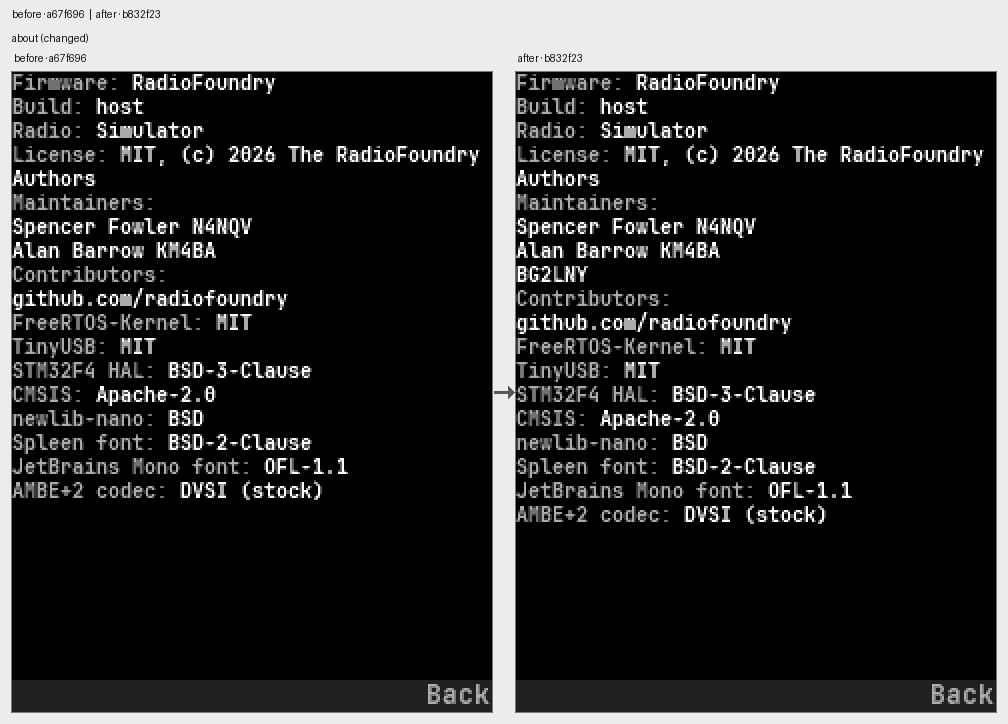 before·a67f696 | after·b832f23
about (changed)
before·a67f696
Firmware: RadioFoundry
Build: host
Radio: Simulator
License: MIT, (c) 2026 The RadioFoundry
Authors
Maintainers:
Spencer Fowler N4NQV
Alan Barrow KM4BA
Contributors:
github.com/radiofoundry
FreeRTOS-Kernel: MIT
TinyUSB: MIT
STM32F4 HAL: BSD-3-Clause
CMSIS: Apache-2.0
newlib-nano: BSD
Spleen font: BSD-2-Clause
JetBrains Mono font: OFL-1.1
AMBE+2 codec: DVSI (stock)
Back
after·b832f23
Firmware: RadioFoundry
Build: host
Radio: Simulator
License: MIT, (c) 2026 The RadioFoundry
Authors
Maintainers:
Spencer Fowler N4NQV
Alan Barrow KM4BA
BG2LNY
Contributors:
github.com/radiofoundry
FreeRTOS-Kernel: MIT
TinyUSB: MIT
STM32F4 HAL: BSD-3-Clause
CMSIS: Apache-2.0
newlib-nano: BSD
Spleen font: BSD-2-Clause
JetBrains Mono font: OFL-1.1
AMBE+2 codec: DVSI (stock)
Back